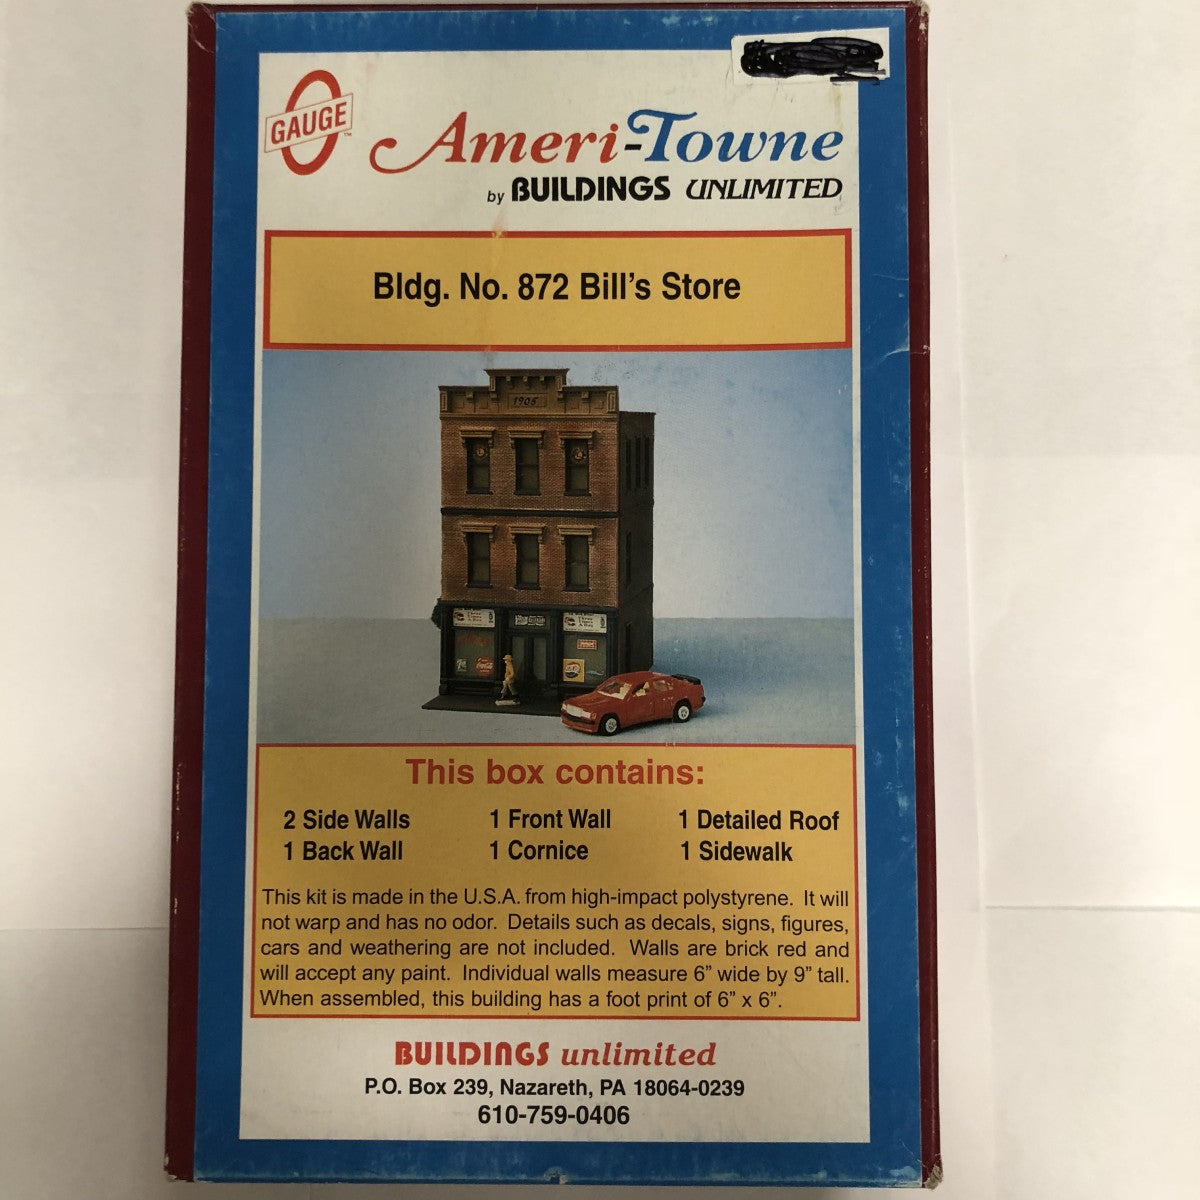 O GAUGE ™
Ameri-Towne
by BUILDINGS UNLIMITED
Bldg. No. 872 Bill's Store
1905
This box contains:
2 Side Walls 1 Front Wall 1 Detailed Roof
1 Back Wall 1 Cornice 1 Sidewalk
This kit is made in the U.S.A. from high-impact polystyrene. It will
not warp and has no odor. Details such as decals, signs, figures,
cars and weathering are not included. Walls are brick red and
will accept any paint. Individual walls measure 6” wide by 9” tall.
When assembled, this building has a foot print of 6” x 6”.
BUILDINGS unlimited
P.O. Box 239, Nazareth, PA 18064-0239
610-759-0406